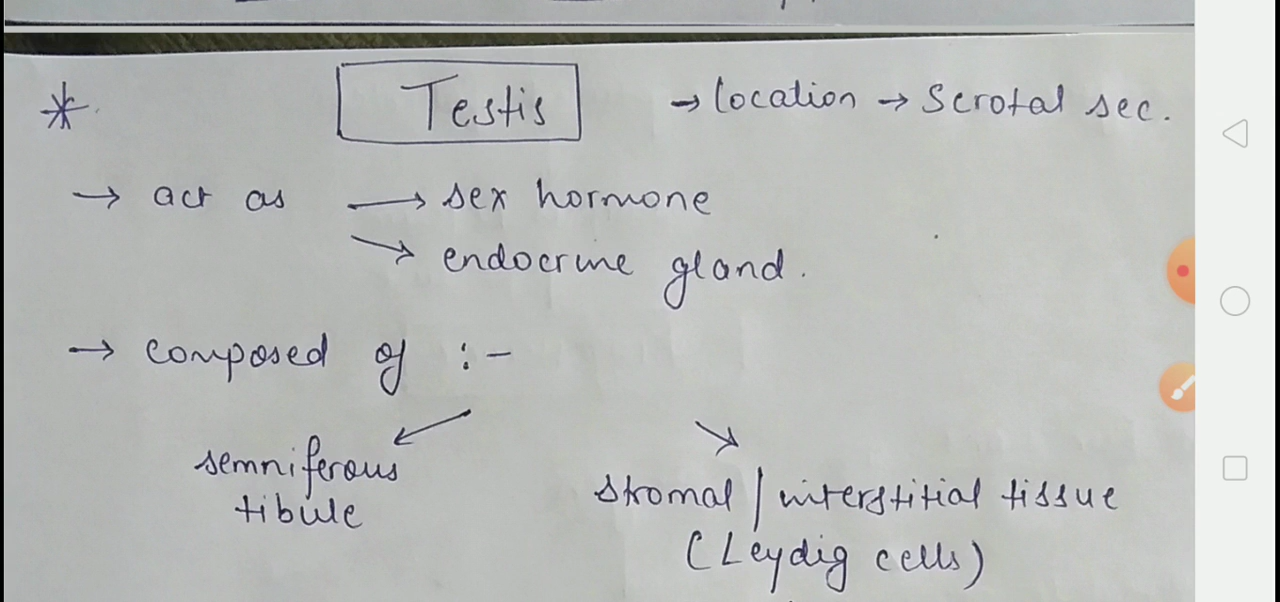 * Testis → location → Scrotal sec.
→ act as → sex hormone
→ endocrine gland.
→ composed of :-
semniferous
tibule
stromal / interstitial tissue
(Leydig cells)